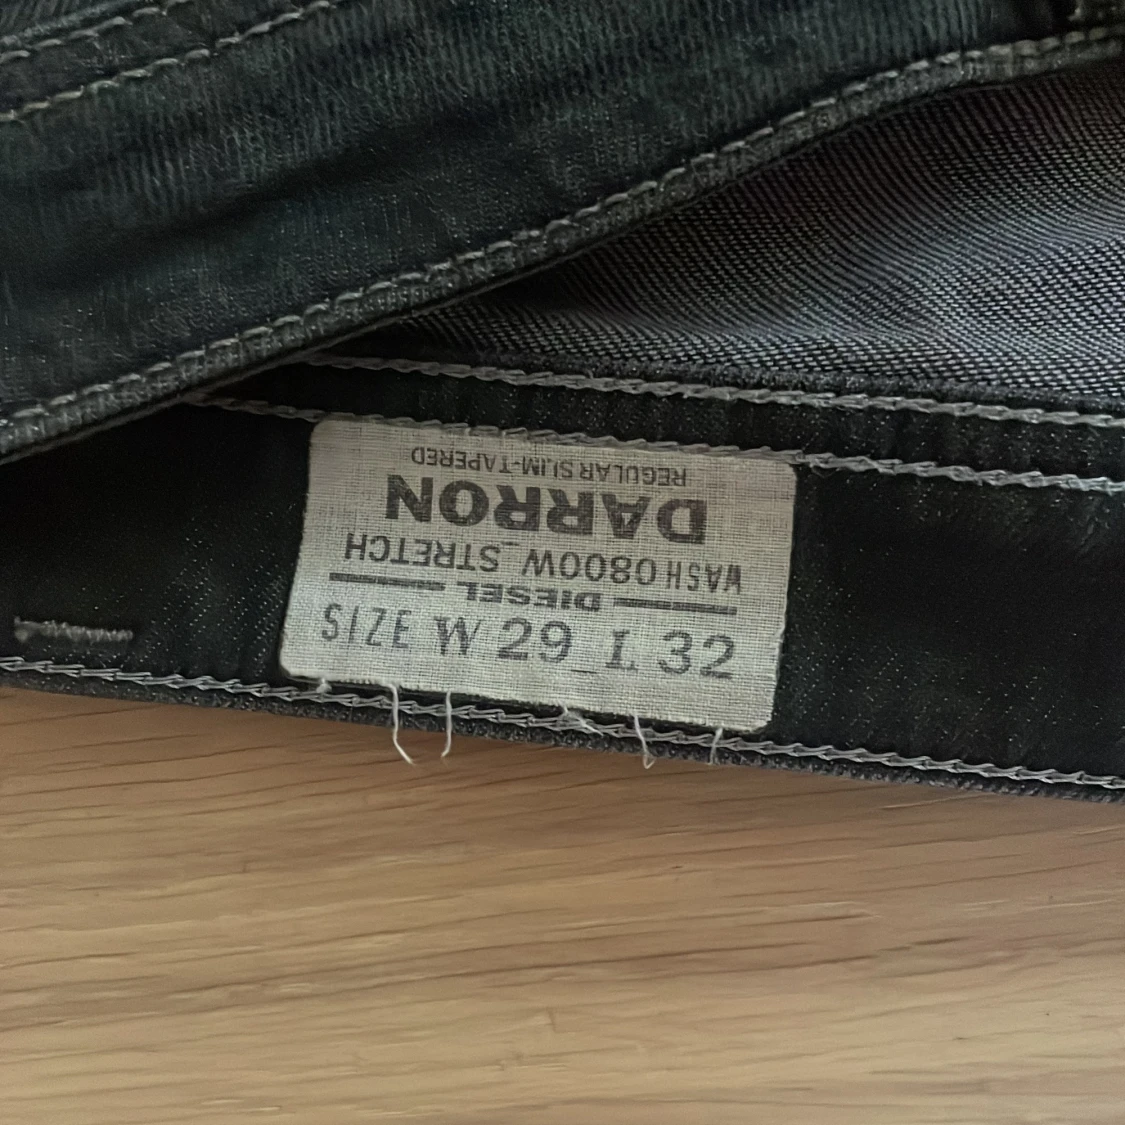 REGULAR SLIM-TAPERED
DARRON
WASH 0800W_STRETCH
DIESEL
SIZE W 29_L 32